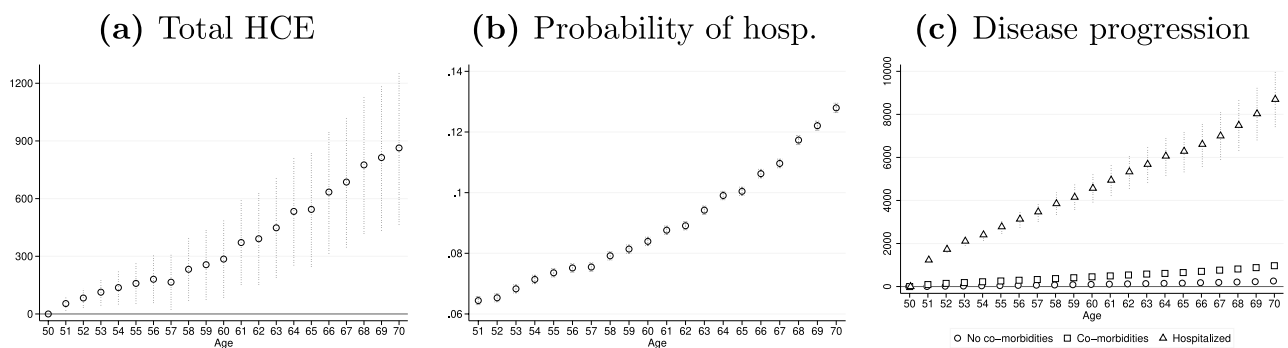 (a) Total HCE
1200
900
600
300
0
50 51 52 53 54 55 56 57 58 59 60 61 62 63 64 65 66 67 68 69 70
Age
(b) Probability of hosp.
.14
.12
.1
.08
.06
51 52 53 54 55 56 57 58 59 60 61 62 63 64 65 66 67 68 69 70
Age
(c) Disease progression
10000
8000
6000
4000
2000
0
50 51 52 53 54 55 56 57 58 59 60 61 62 63 64 65 66 67 68 69 70
Age
No co-morbidities Co-morbidities Hospitalized